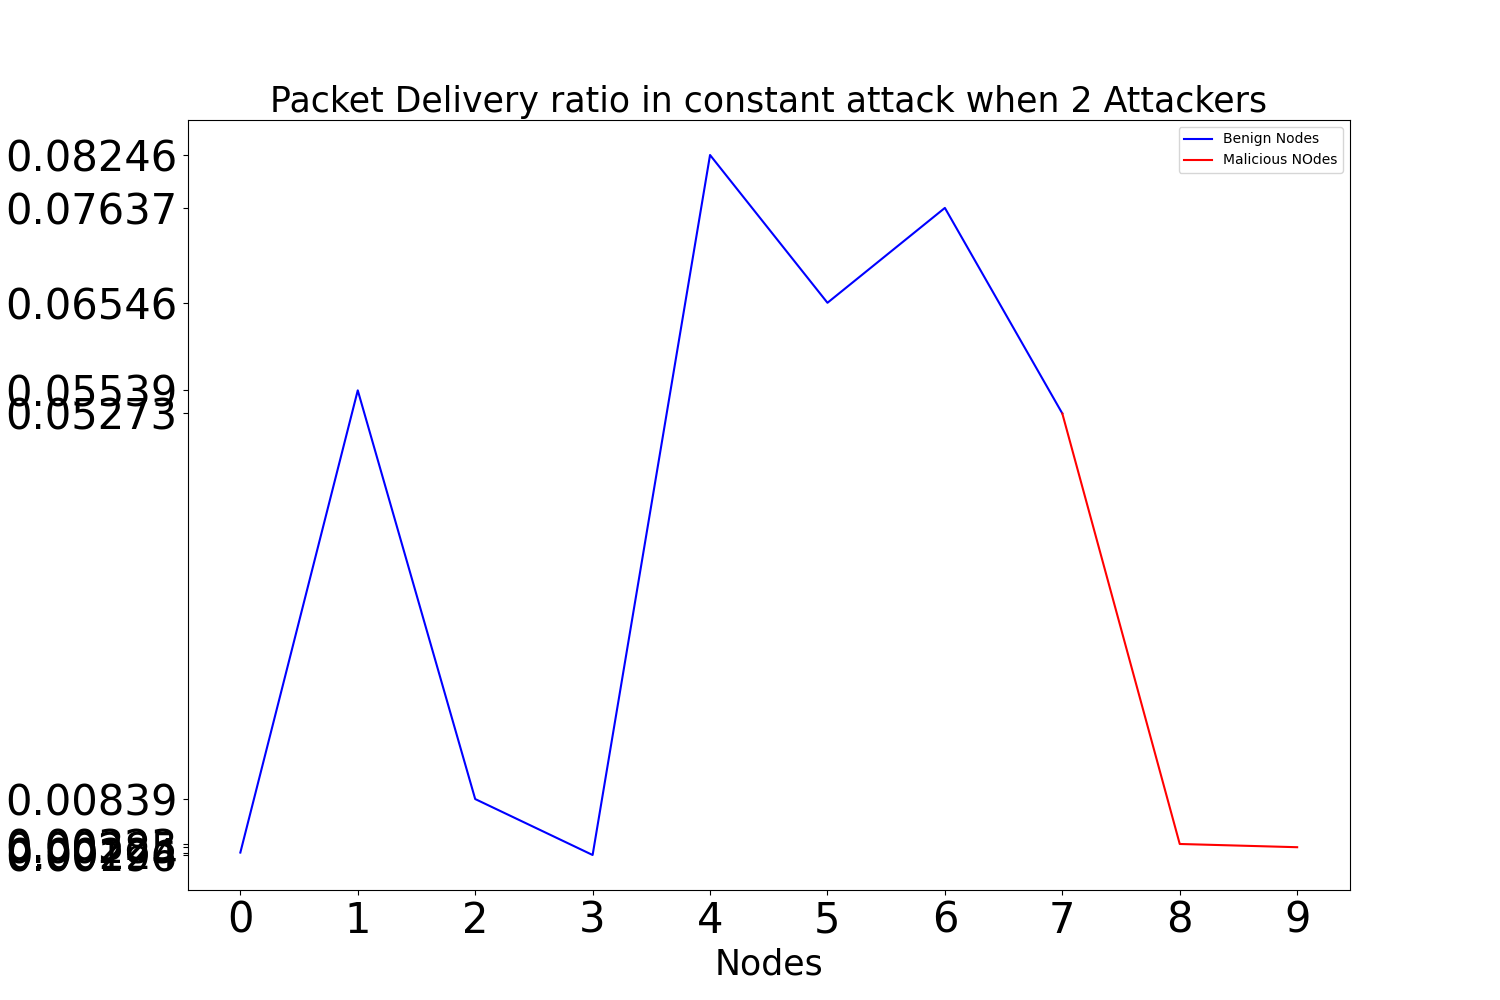 Packet Delivery ratio in constant attack when 2 Attackers
Benign Nodes
Malicious NOdes
0.08246
0.07637
0.06546
0.05539
0.05273
0.00839
0 1 2 3 4 5 6 7 8 9
Nodes